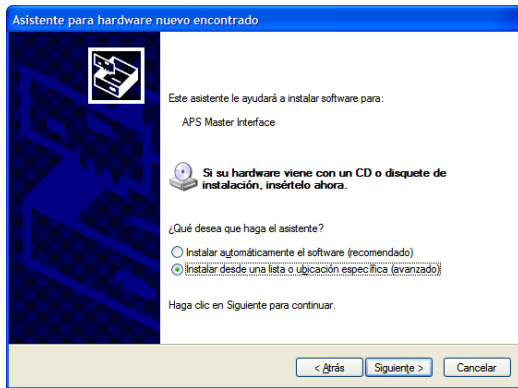 Asistente para hardware nuevo encontrado
Este asistente le ayudará a instalar software para:
APS Master Interface
Si su hardware viene con un CD o disquete de
instalación, insértelo ahora.
¿Qué desea que haga el asistente?
Instalar automáticamente el software (recomendado)
Instalar desde una lista o ubicación específica (avanzado)
Haga clic en Siguiente para continuar.
< Atrás Siguiente > Cancelar